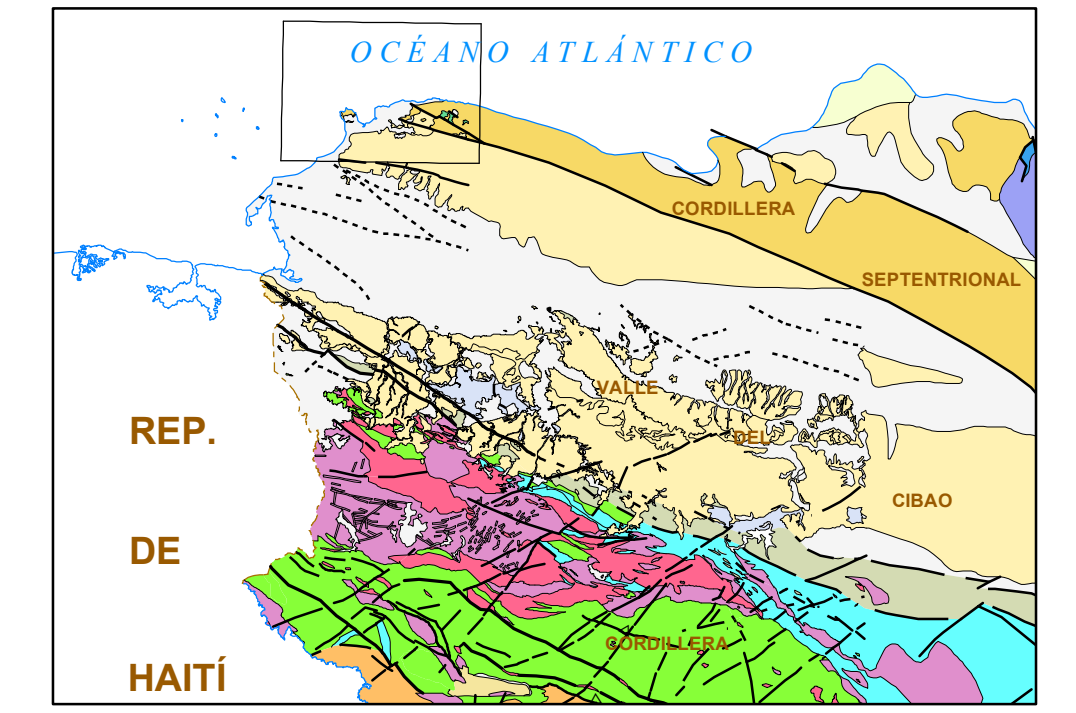 OCÉANO ATLÁNTICO
CORDILLERA
SEPTENTRIONAL
VALLE
DEL
CIBAO
REP.
DE
HAITÍ
CORDILLERA